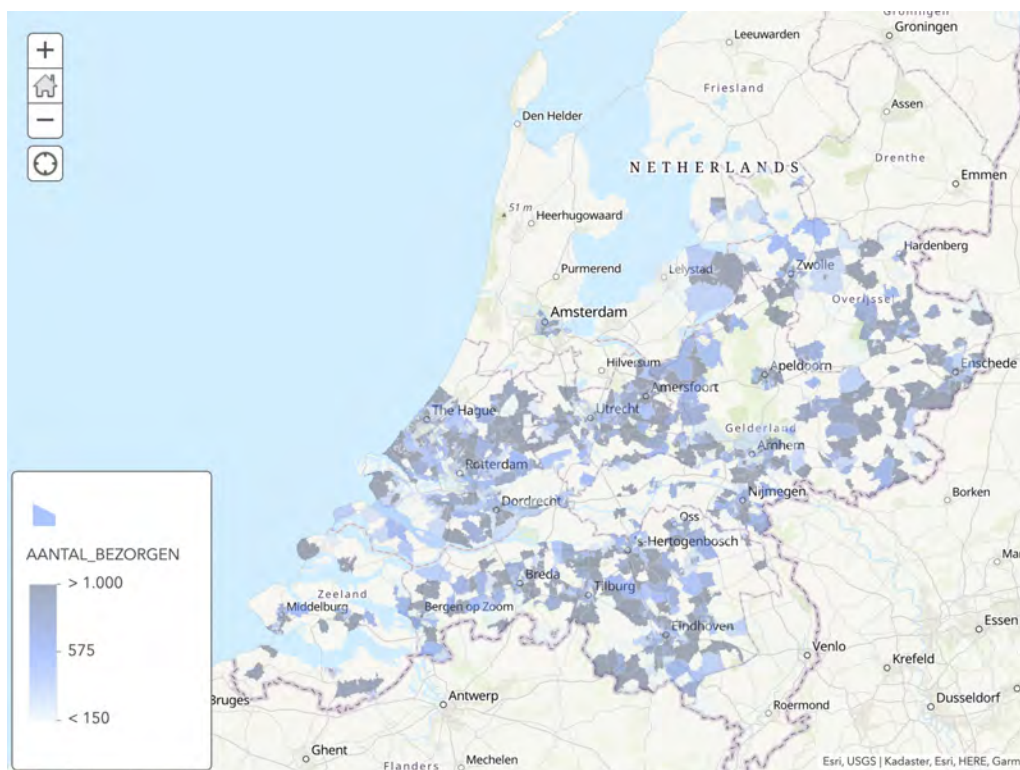 Groningen
Leeuwarden
Groningen
Friesland
Assen
Den Helder
Drenthe
NETHERLANDS
Emmen
51 m
Heerhugowaard
Hardenberg
Purmerend
Lelystad
Zwolle
Overijssel
Amsterdam
Hilversum
Apeldoorn
Enschede
Amersfoort
The Hague
Utrecht
Gelderland
Arnhem
Rotterdam
Dordrecht
Nijmegen
Borken
Oss
's-Hertogenbosch
Breda
Tilburg
Zeeland
Middelburg
Bergen op Zoom
Eindhoven
Essen
Venlo
Krefeld
Bruges
Antwerp
Roermond
Dusseldorf
Ghent
Mechelen
Flanders
AANTAL_BEZORGEN
> 1.000
575
< 150
Esri, USGS | Kadaster, Esri, HERE, Garm